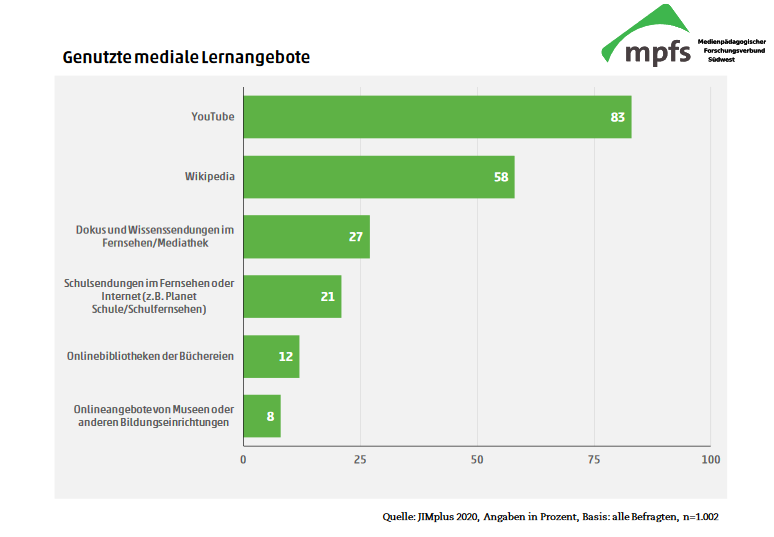 mpfs
Medienpädagogischer
Forschungsverbund
Südwest
Genutzte mediale Lernangebote
YouTube
83
Wikipedia
58
Dokus und Wissenssendungen im
Fernsehen/Mediathek
27
Schulsendungen im Fernsehen oder
Internet (z.B. Planet
Schule/Schulfernsehen)
21
Onlinebibliotheken der Büchereien
12
Onlineangebote von Museen oder
anderen Bildungseinrichtungen
8
0 25 50 75 100
Quelle: JIMplus 2020, Angaben in Prozent, Basis: alle Befragten, n=1.002